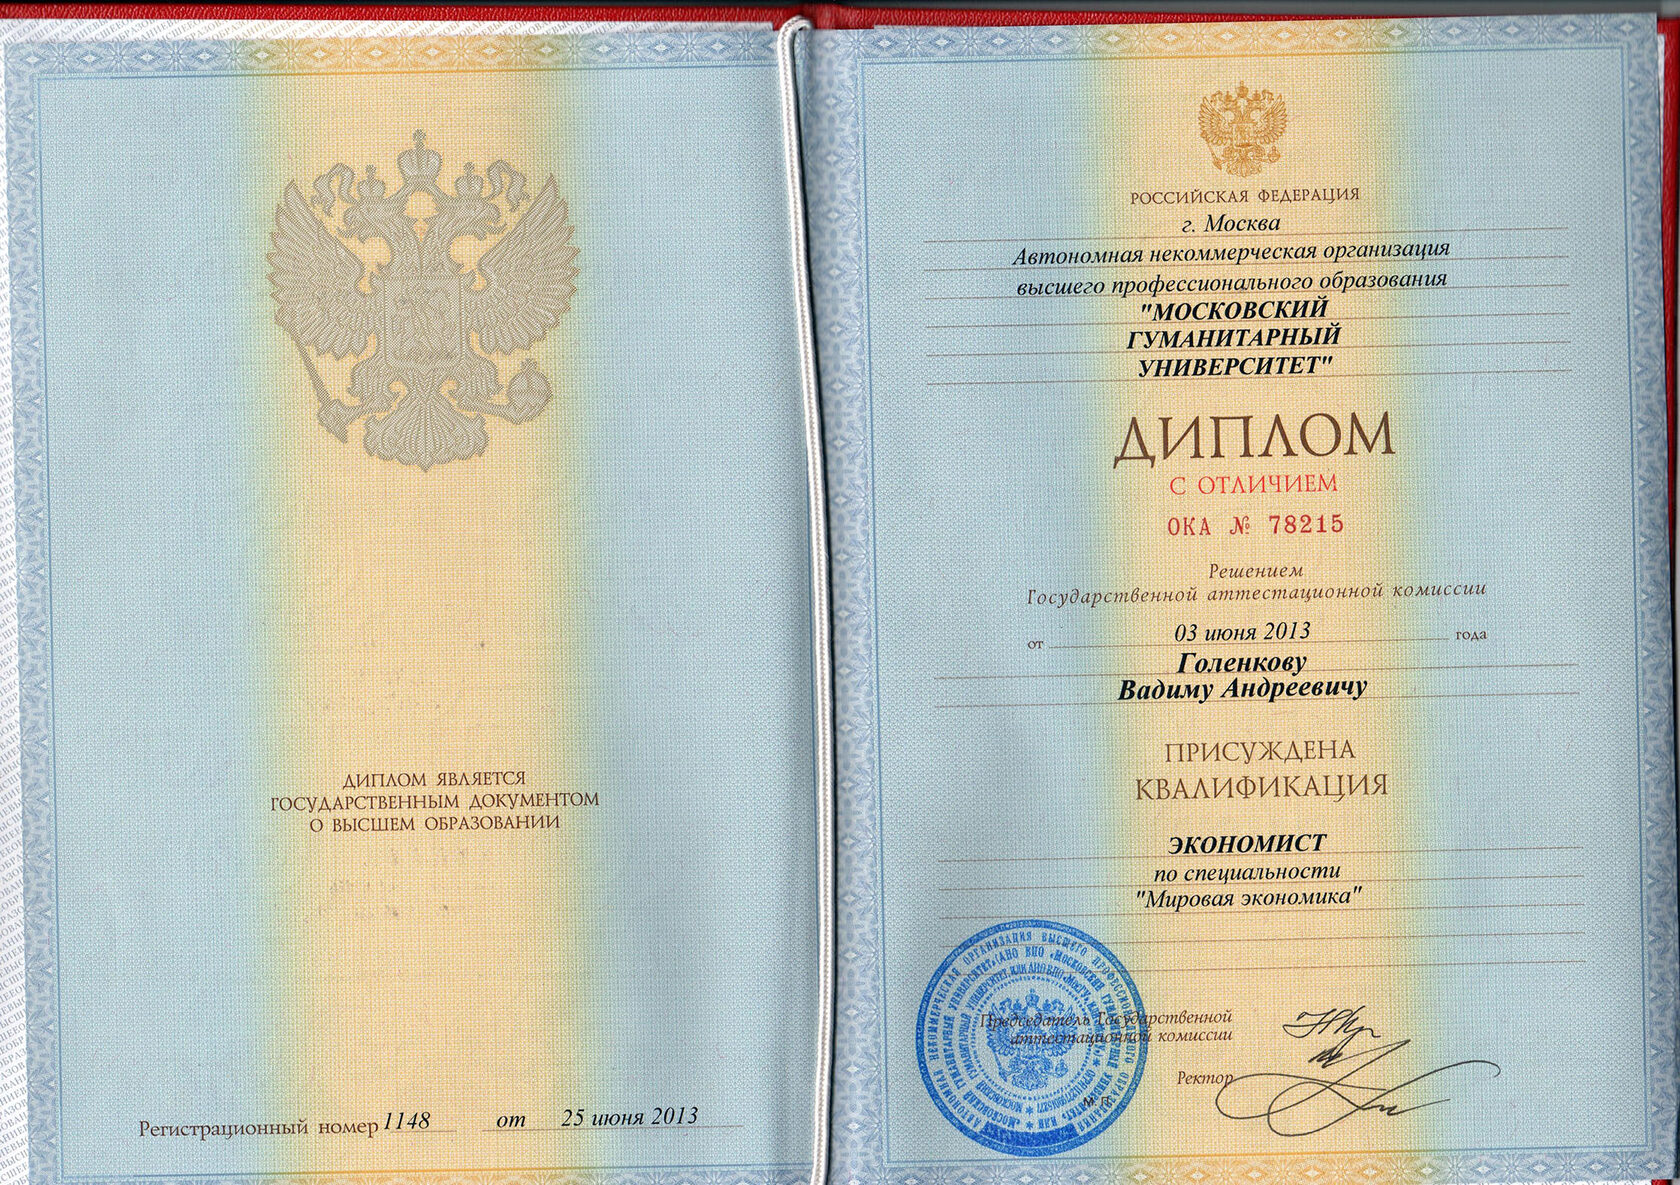 ДИПЛОМ ЯВЛЯЕТСЯ
ГОСУДАРСТВЕННЫМ ДОКУМЕНТОМ
О ВЫСШЕМ ОБРАЗОВАНИИ
Регистрационный номер 1148 от 25 июня 2013
РОССИЙСКАЯ ФЕДЕРАЦИЯ
г. Москва
Автономная некоммерческая организация
высшего профессионального образования
"МОСКОВСКИЙ
ГУМАНИТАРНЫЙ
УНИВЕРСИТЕТ"
ДИПЛОМ
С ОТЛИЧИЕМ
ОКА № 78215
Решением
Государственной аттестационной комиссии
от 03 июня 2013 года
Голенкову
Вадиму Андреевичу
ПРИСУЖДЕНА
КВАЛИФИКАЦИЯ
ЭКОНОМИСТ
по специальности
"Мировая экономика"
Председатель Государственной
аттестационной комиссии
Ректор
М.П.